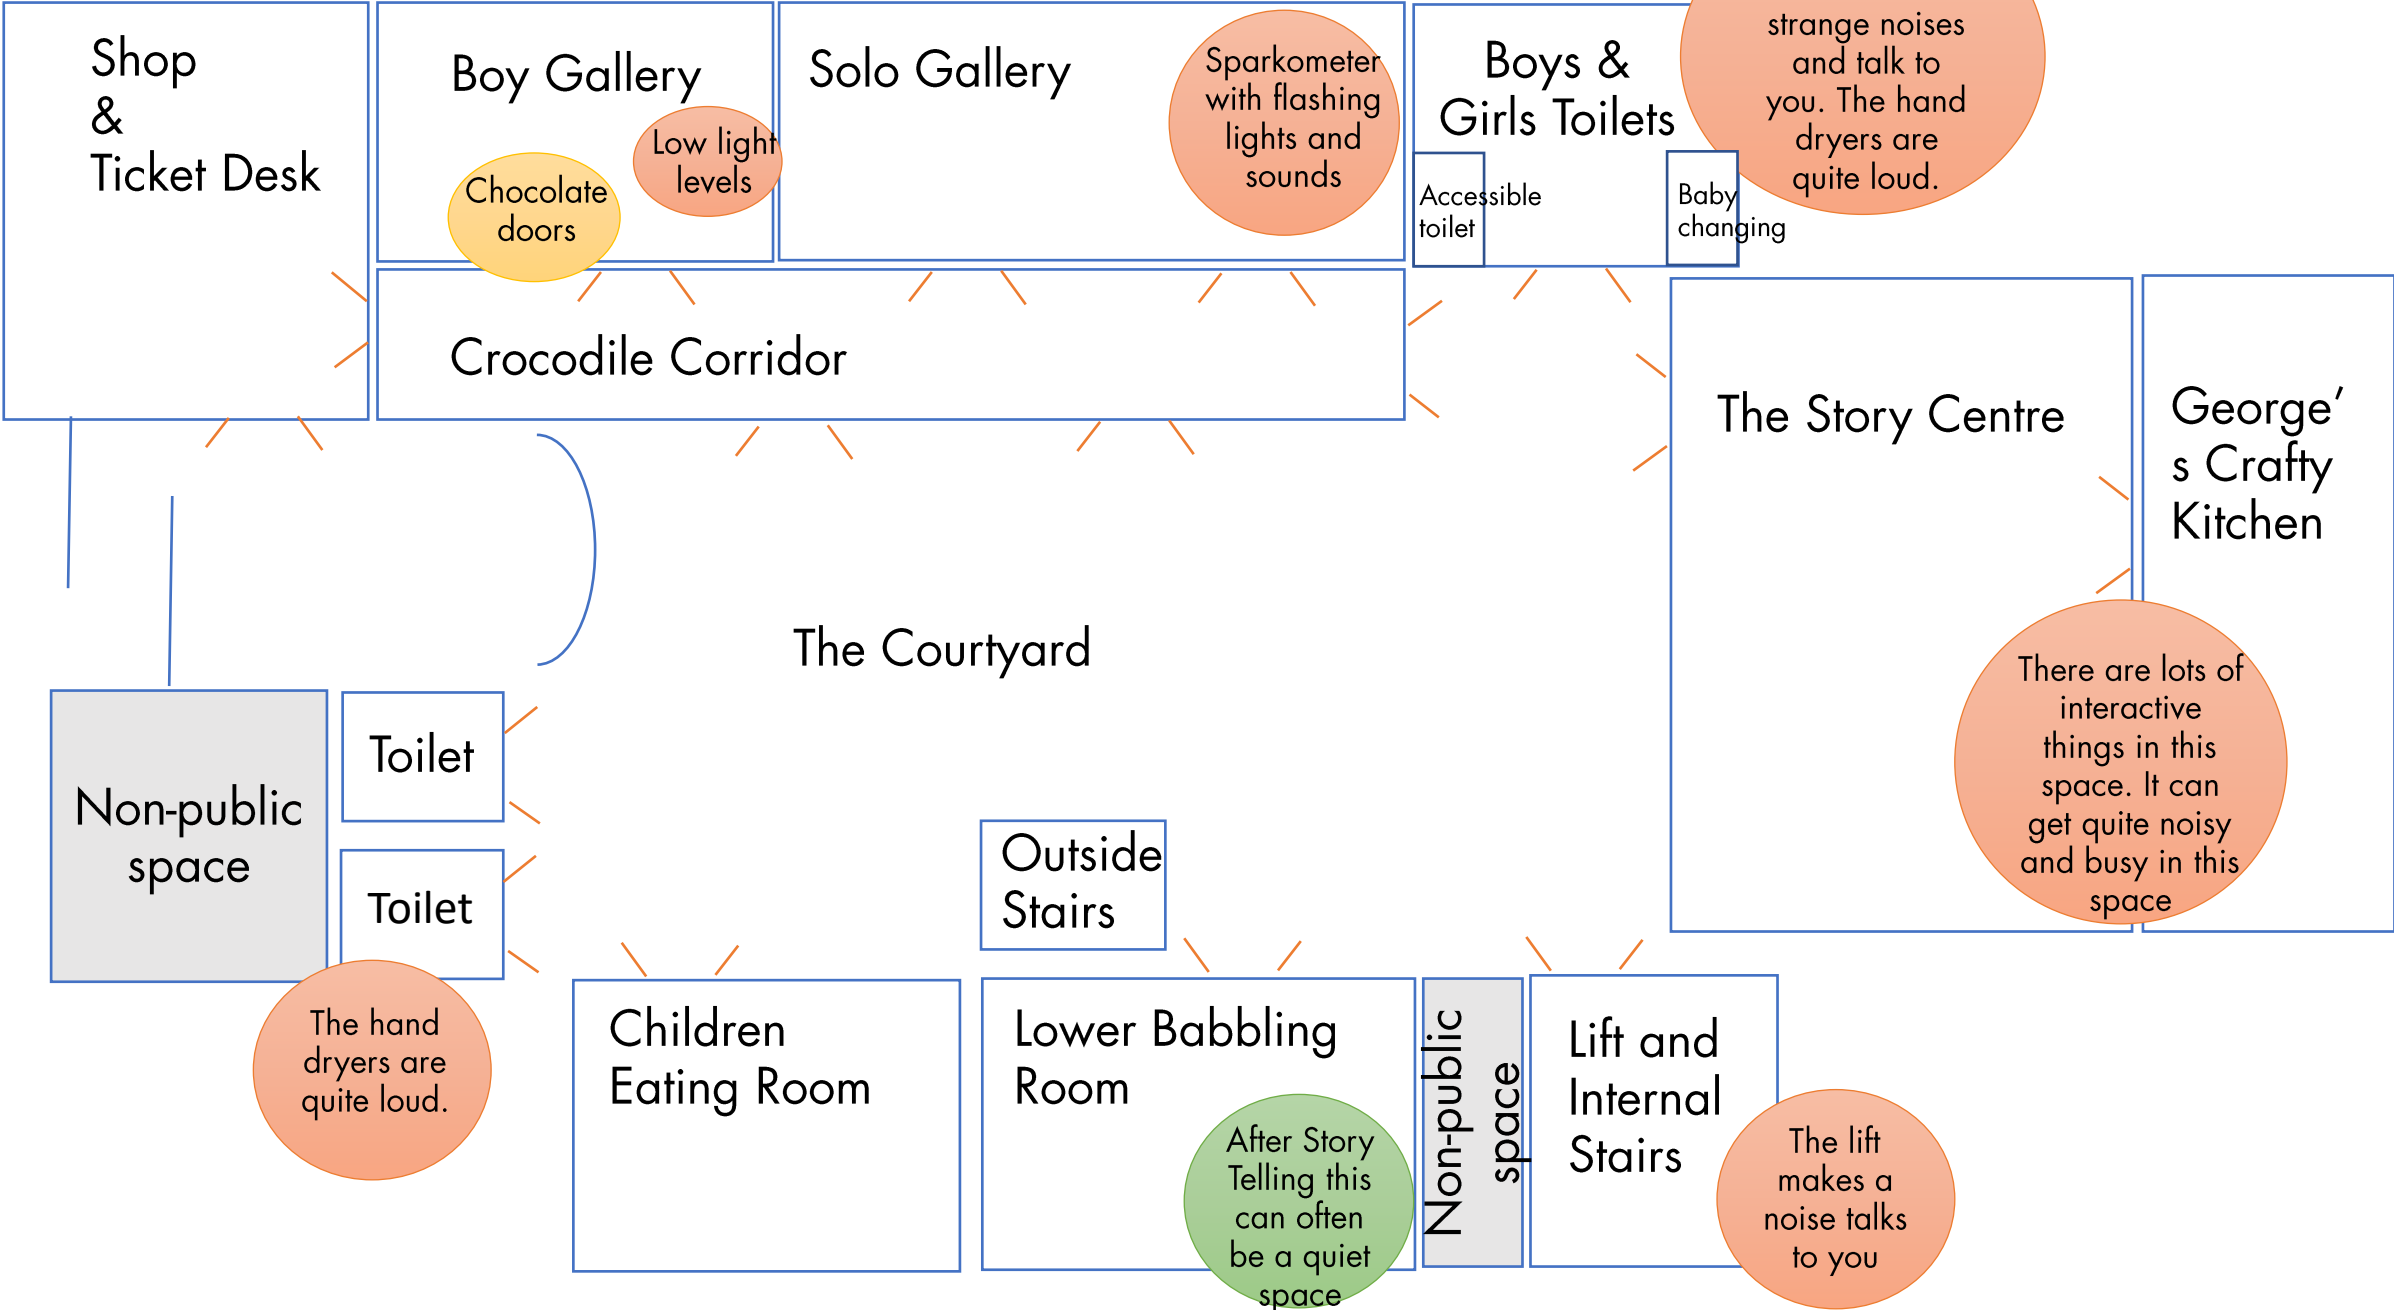 Shop
&
Ticket Desk
Boy Gallery
Low light
levels
Chocolate
doors
Solo Gallery
Sparkometer
with flashing
lights and
sounds
Boys &
Girls Toilets
Accessible
toilet
Baby
changing
strange noises
and talk to
you. The hand
dryers are
quite loud.
Crocodile Corridor
The Story Centre
George’
s Crafty
Kitchen
There are lots of
interactive
things in this
space. It can
get quite noisy
and busy in this
space
The Courtyard
Non-public
space
Toilet
Toilet
The hand
dryers are
quite loud.
Outside
Stairs
Children
Eating Room
Lower Babbling
Room
After Story
Telling this
can often
be a quiet
space
Non-public
space
Lift and
Internal
Stairs
The lift
makes a
noise talks
to you